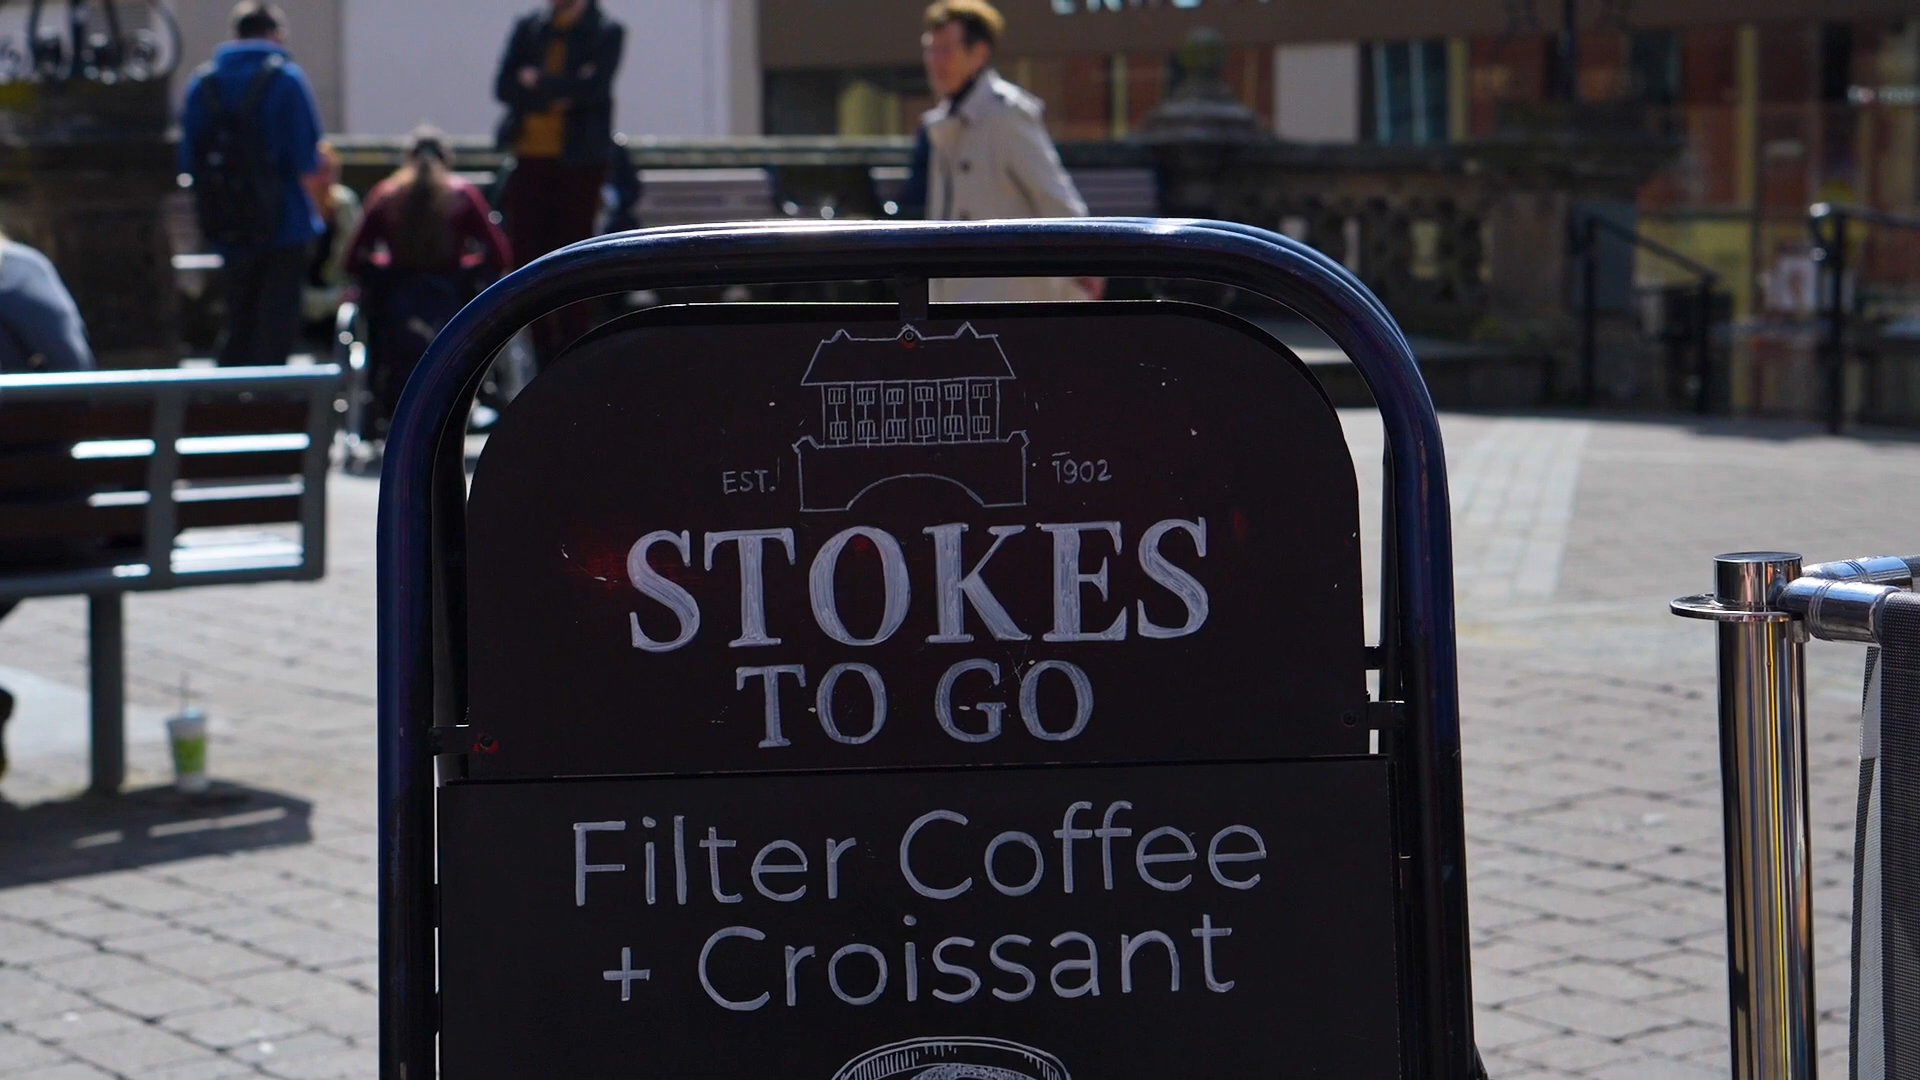 EST. 1902
STOKES
TO GO
Filter Coffee
+ Croissant